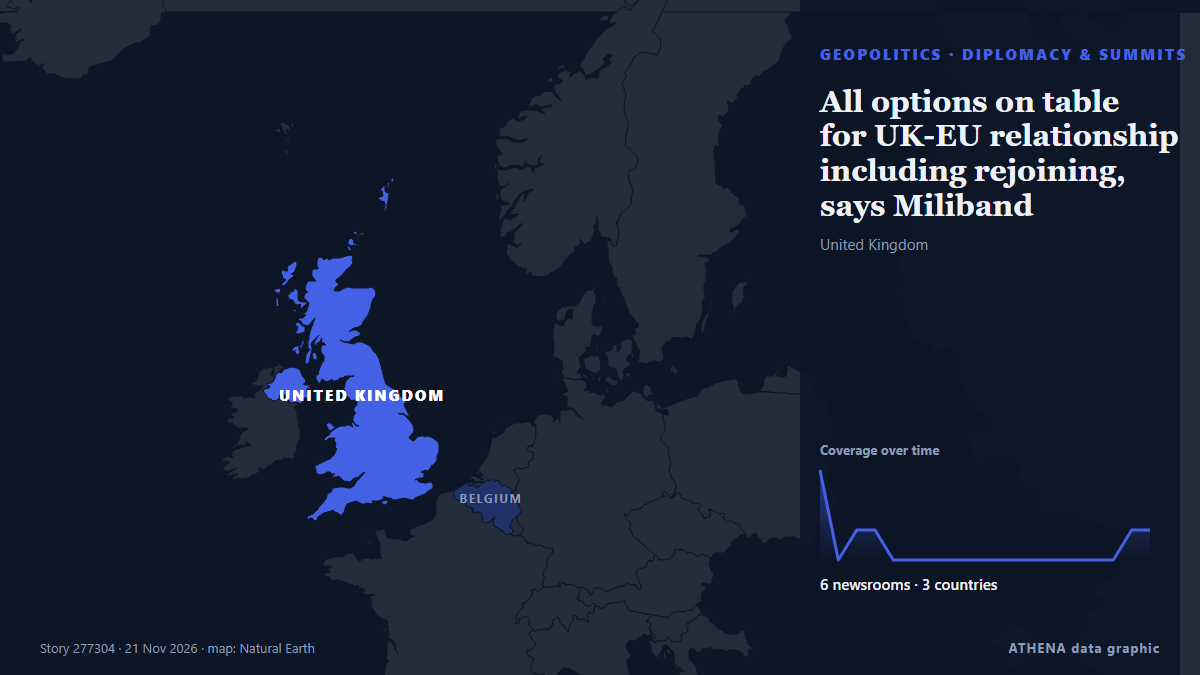 GEOPOLITICS · DIPLOMACY & SUMMITS
All options on table
for UK-EU relationship
including rejoining,
says Miliband
United Kingdom
UNITED KINGDOM
BELGIUM
Coverage over time
6 newsrooms · 3 countries
Story 277304 · 21 Nov 2026 · map: Natural Earth
ATHENA data graphic